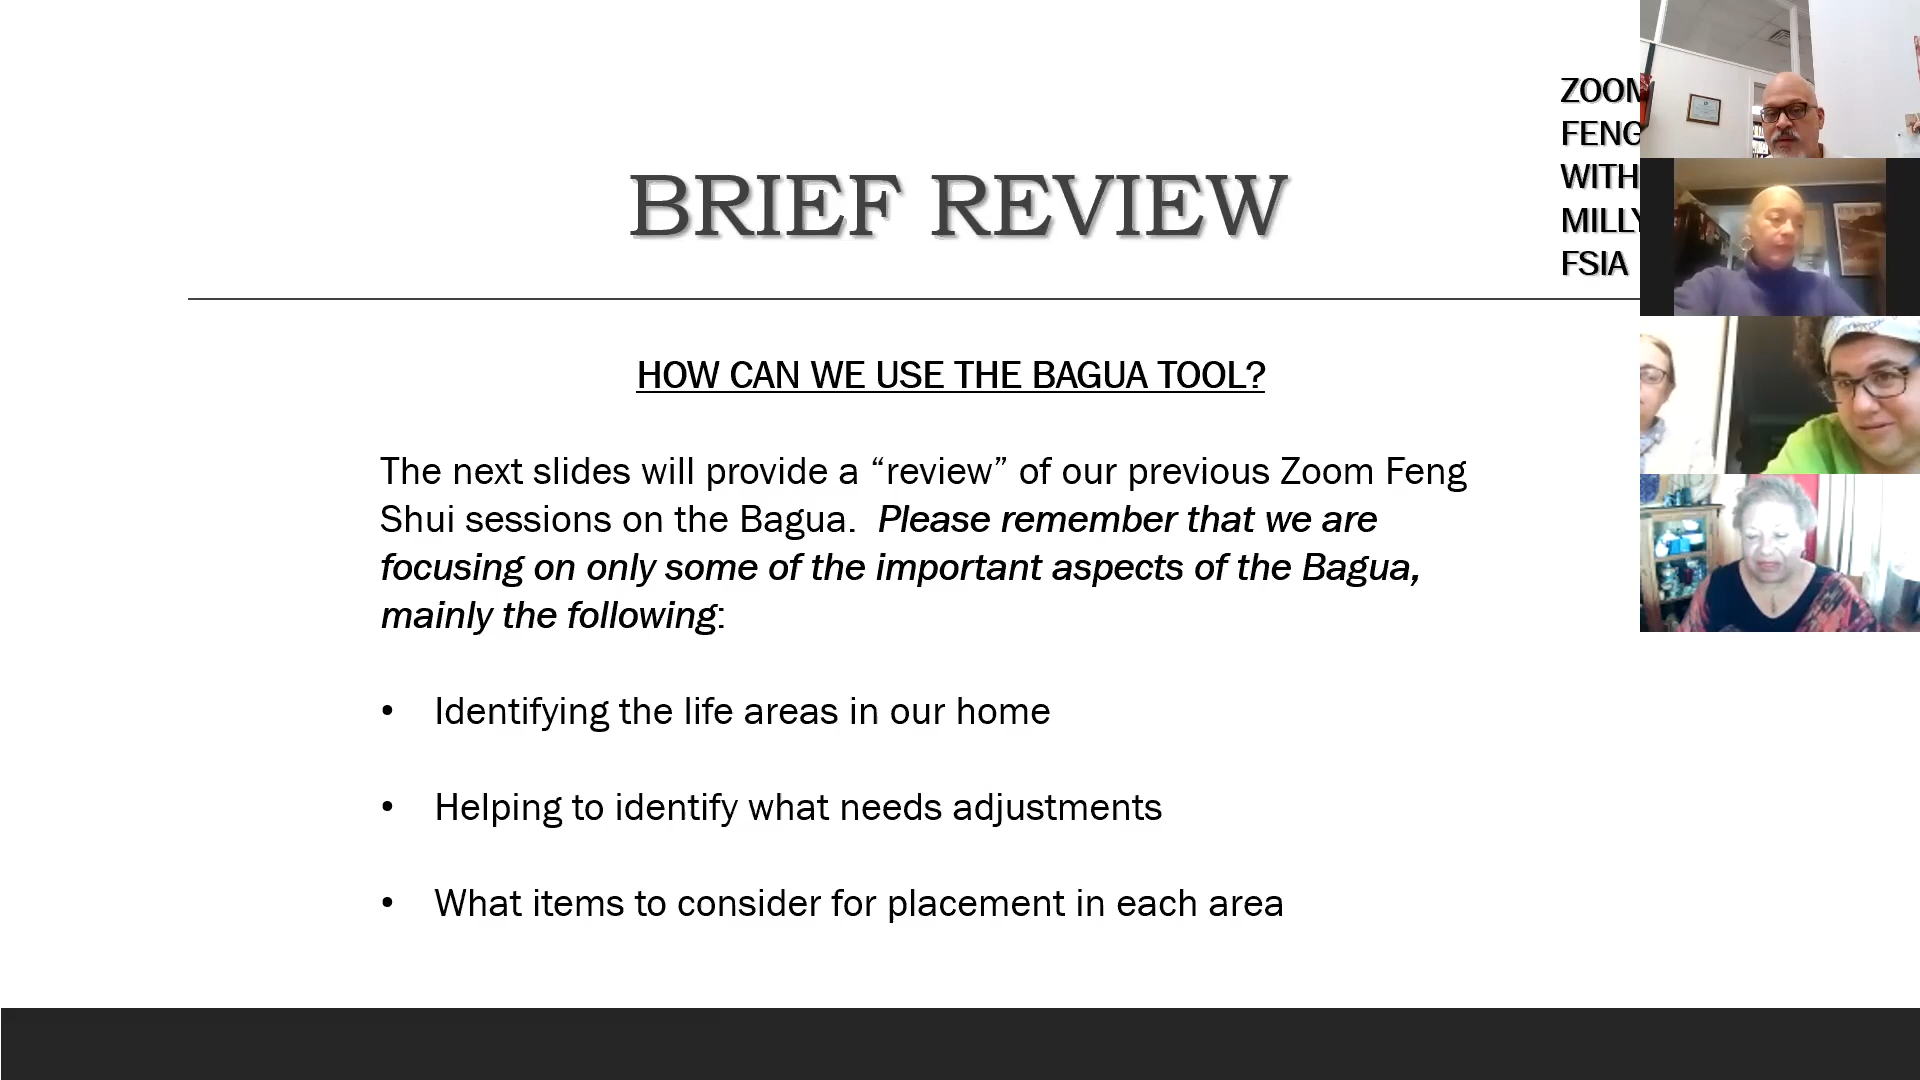 BRIEF REVIEW
FENG
WITH
MILLY
FSIA
HOW CAN WE USE THE BAGUA TOOL?
The next slides will provide a “review” of our previous Zoom Feng
Shui sessions on the Bagua.  Please remember that we are
focusing on only some of the important aspects of the Bagua,
mainly the following:
• Identifying the life areas in our home
• Helping to identify what needs adjustments
• What items to consider for placement in each area